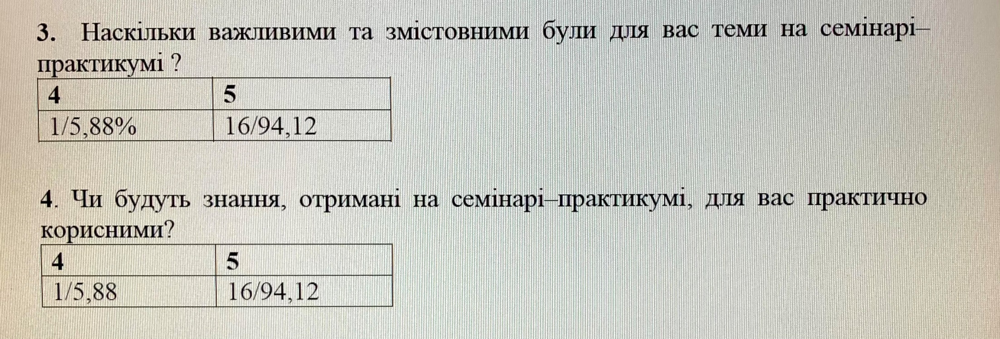 3. Наскільки важливими та змістовними були для вас теми на семінарі–
практикумі ?
4 5
1/5,88% 16/94,12
4. Чи будуть знання, отримані на семінарі–практикумі, для вас практично
корисними?
4 5
1/5,88 16/94,12